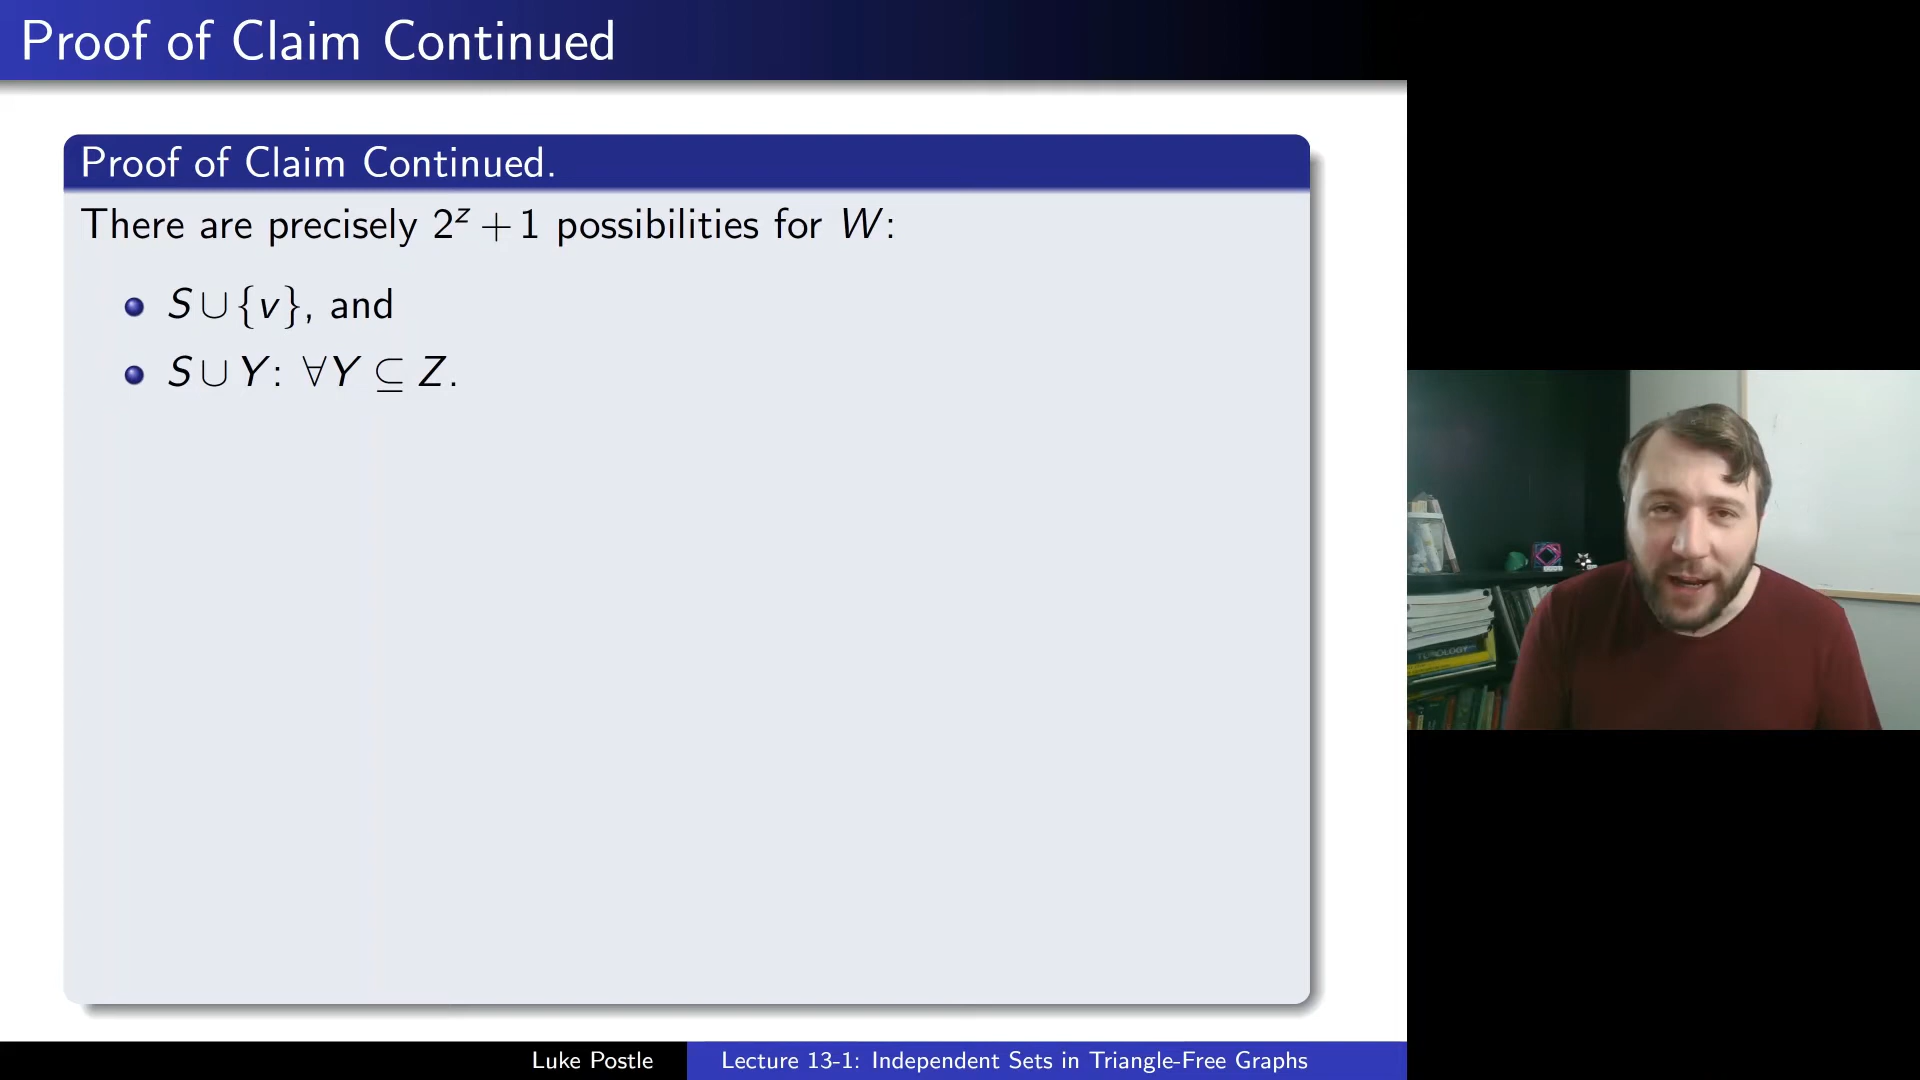 Proof of Claim Continued
Proof of Claim Continued.
There are precisely 2^z + 1 possibilities for W:
S ∪ {v}, and
S ∪ Y: ∀Y ⊆ Z.
Luke Postle
Lecture 13-1: Independent Sets in Triangle-Free Graphs